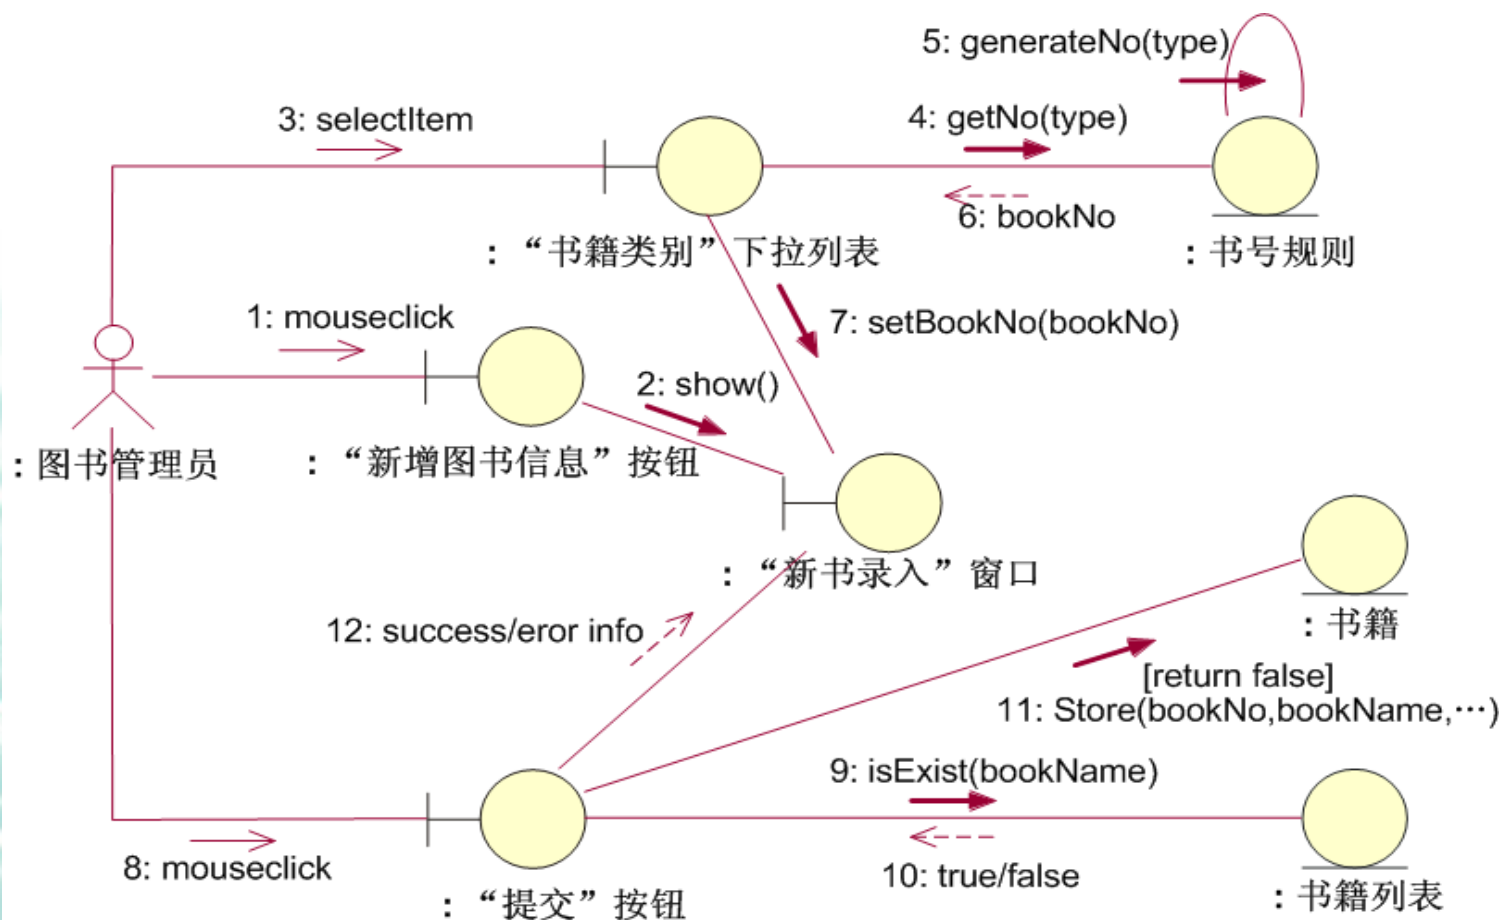 5: generateNo(type)
3: selectItem
4: getNo(type)
6: bookNo
: “书籍类别” 下拉列表
: 书号规则
1: mouseclick
7: setBookNo(bookNo)
2: show()
: 图书管理员
: “新增图书信息” 按钮
: “新书录入” 窗口
: 书籍
12: success/eror info
[return false]
11: Store(bookNo,bookName,⋯)
9: isExist(bookName)
8: mouseclick
10: true/false
: “提交” 按钮
: 书籍列表